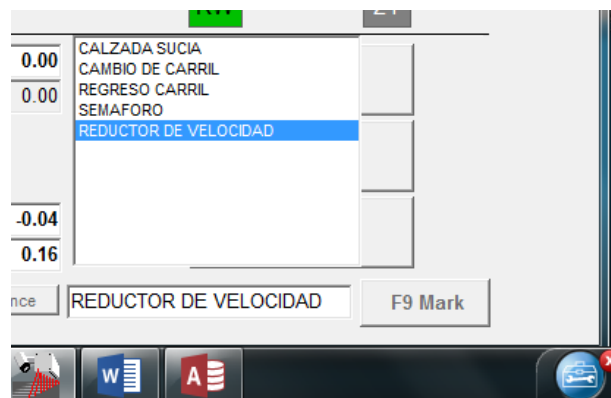 0.00
CALZADA SUCIA
CAMBIO DE CARRIL
0.00
REGRESO CARRIL
SEMAFORO
REDUCTOR DE VELOCIDAD
-0.04
0.16
nce
REDUCTOR DE VELOCIDAD
F9 Mark
W
A